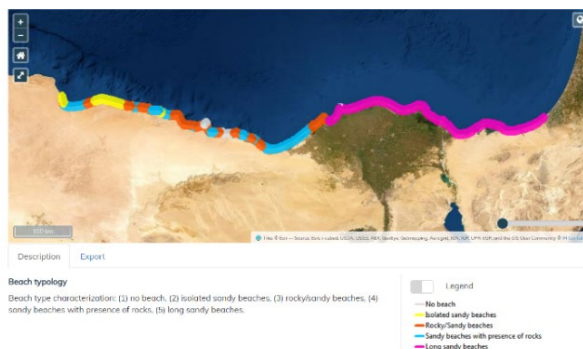 +
−
100 km
Description Export
Beach typology
Beach type characterization: (1) no beach, (2) isolated sandy beaches, (3) rocky/sandy beaches, (4)
sandy beaches with presence of rocks, (5) long sandy beaches.
Legend
No beach
Isolated sandy beaches
Rocky/Sandy beaches
Sandy beaches with presence of rocks
Long sandy beaches